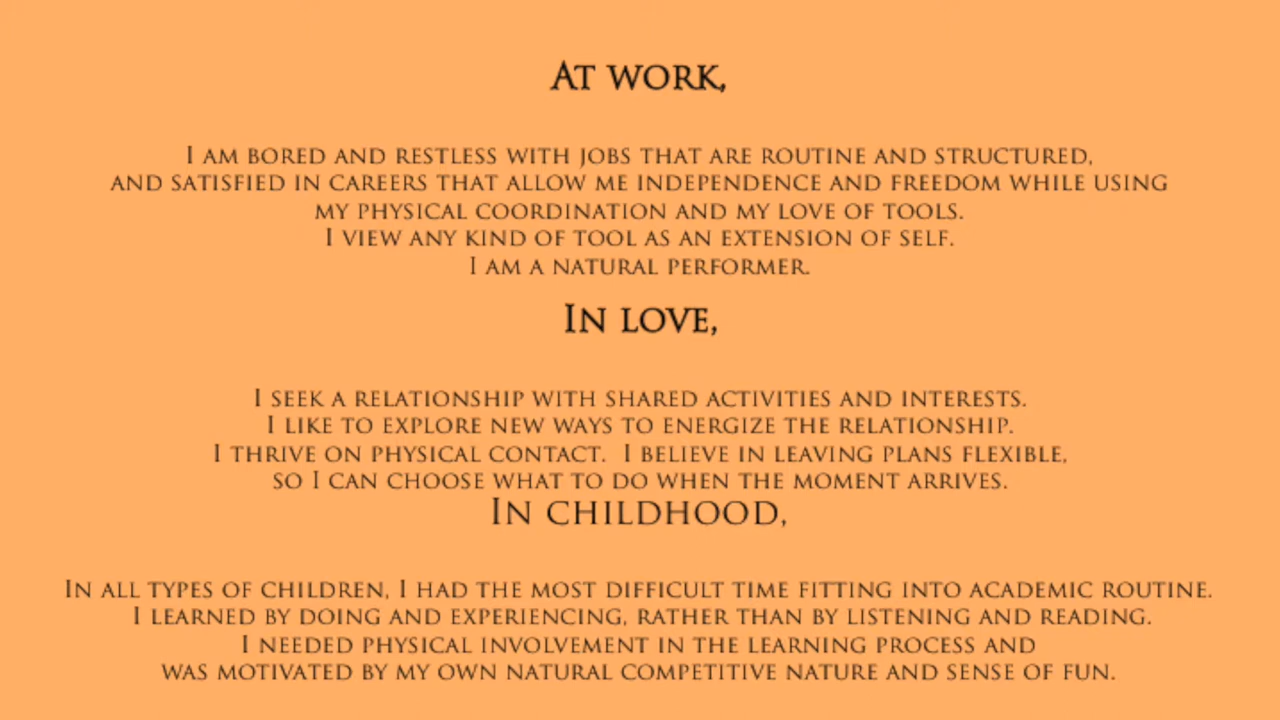 At work,
I am bored and restless with jobs that are routine and structured,
and satisfied in careers that allow me independence and freedom while using
my physical coordination and my love of tools.
I view any kind of tool as an extension of self.
I am a natural performer.
In love,
I seek a relationship with shared activities and interests.
I like to explore new ways to energize the relationship.
I thrive on physical contact.  I believe in leaving plans flexible,
so I can choose what to do when the moment arrives.
In childhood,
In all types of children, I had the most difficult time fitting into academic routine.
I learned by doing and experiencing, rather than by listening and reading.
I needed physical involvement in the learning process and
was motivated by my own natural competitive nature and sense of fun.